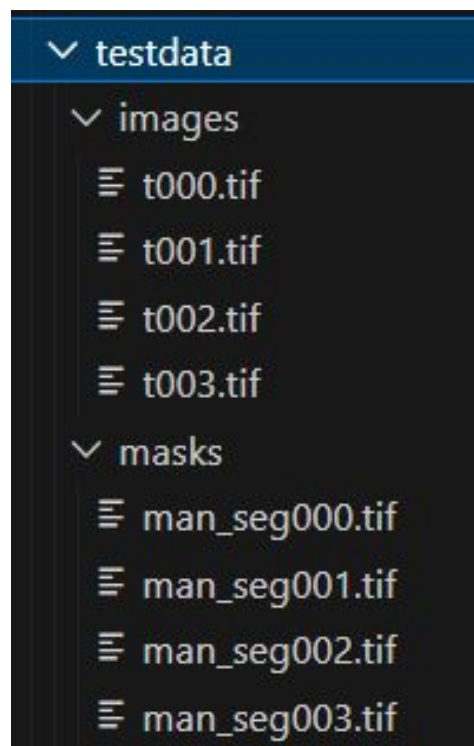 testdata
images
t000.tif
t001.tif
t002.tif
t003.tif
masks
man_seg000.tif
man_seg001.tif
man_seg002.tif
man_seg003.tif